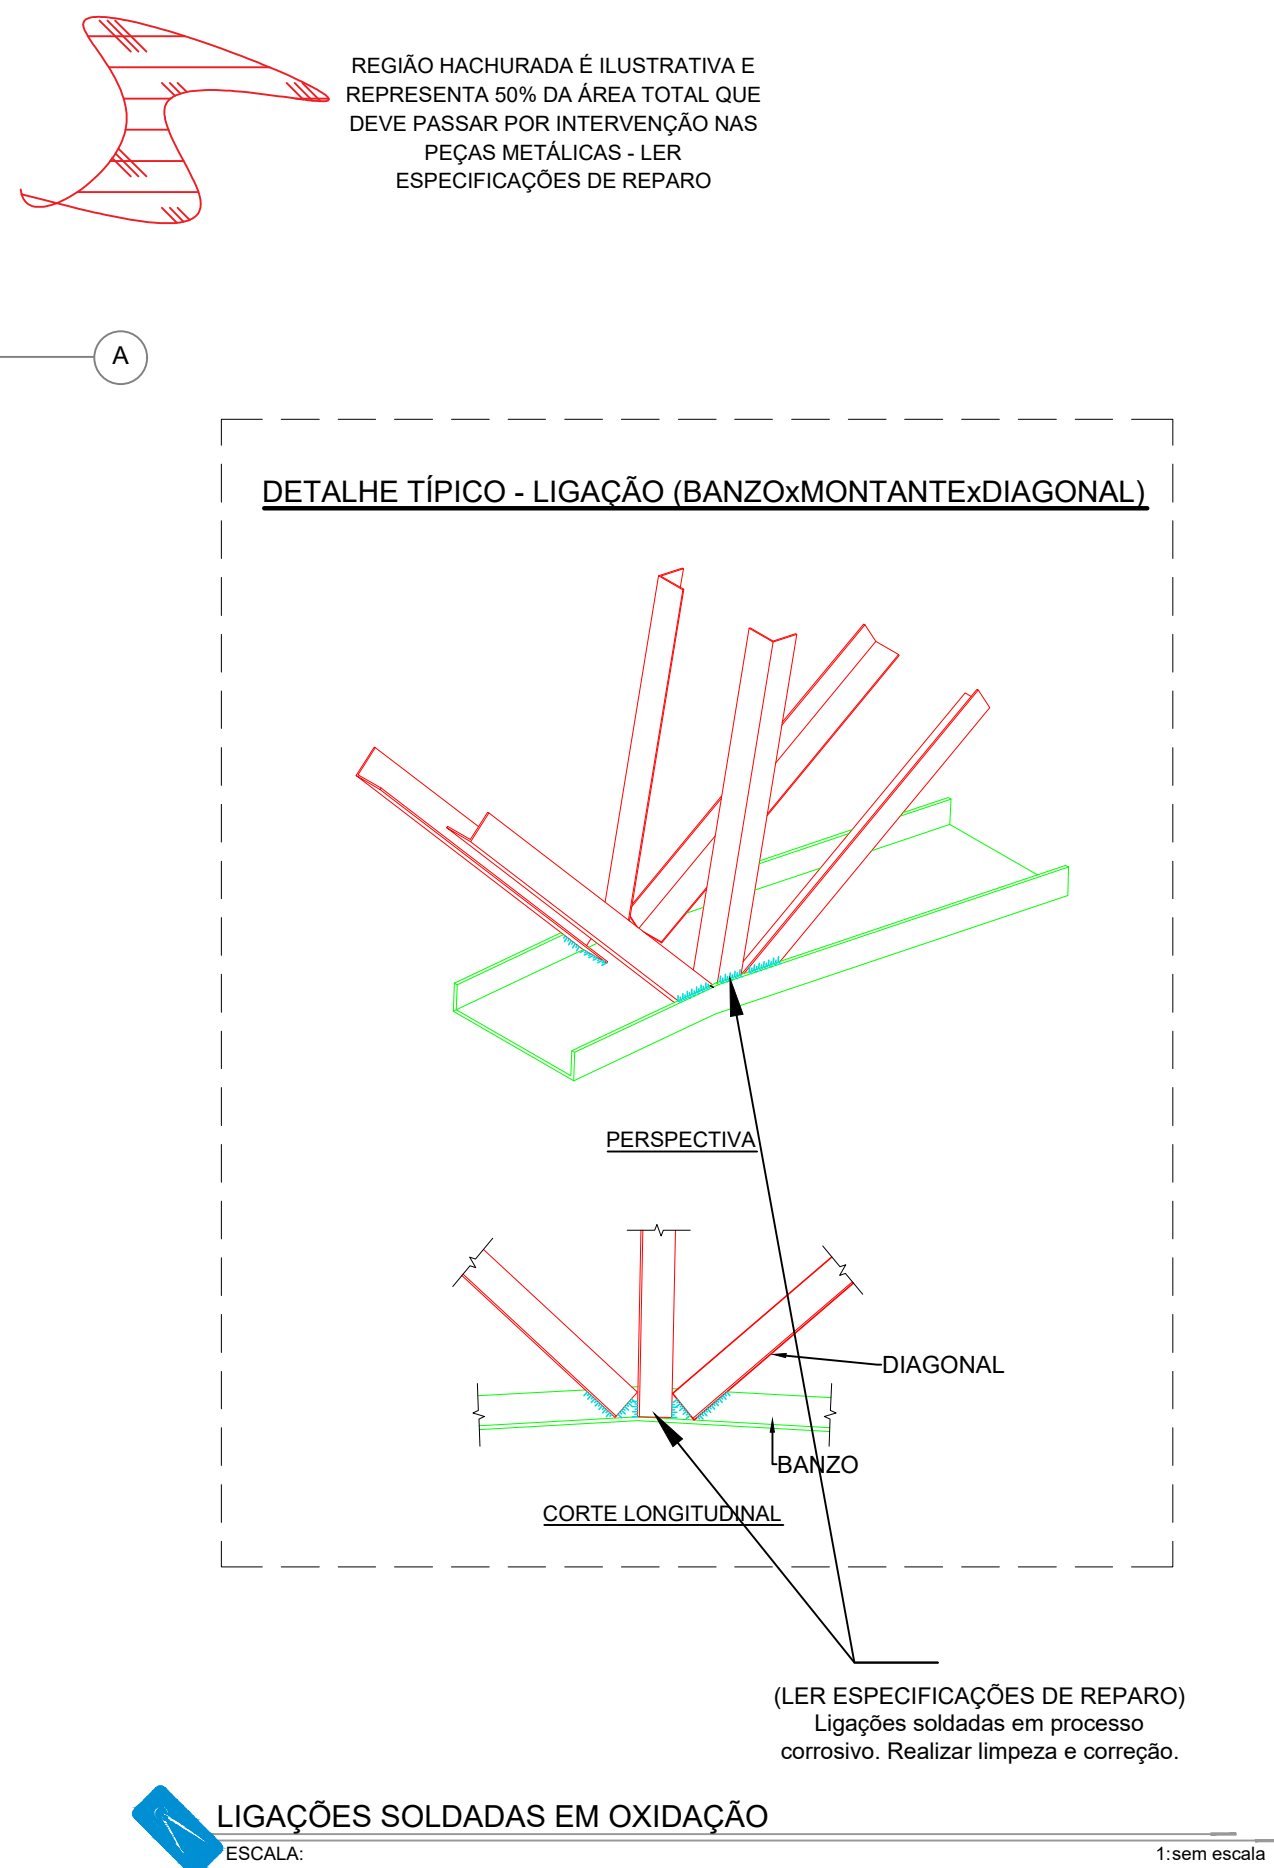 REGIÃO HACHURADA É ILUSTRATIVA E
REPRESENTA 50% DA ÁREA TOTAL QUE
DEVE PASSAR POR INTERVENÇÃO NAS
PEÇAS METÁLICAS - LER
ESPECIFICAÇÕES DE REPARO
A
DETALHE TÍPICO - LIGAÇÃO (BANZOxMONTANTExDIAGONAL)
PERSPECTIVA
DIAGONAL
BANZO
CORTE LONGITUDINAL
(LER ESPECIFICAÇÕES DE REPARO)
Ligações soldadas em processo
corrosivo. Realizar limpeza e correção.
LIGAÇÕES SOLDADAS EM OXIDAÇÃO
ESCALA: 1:sem escala